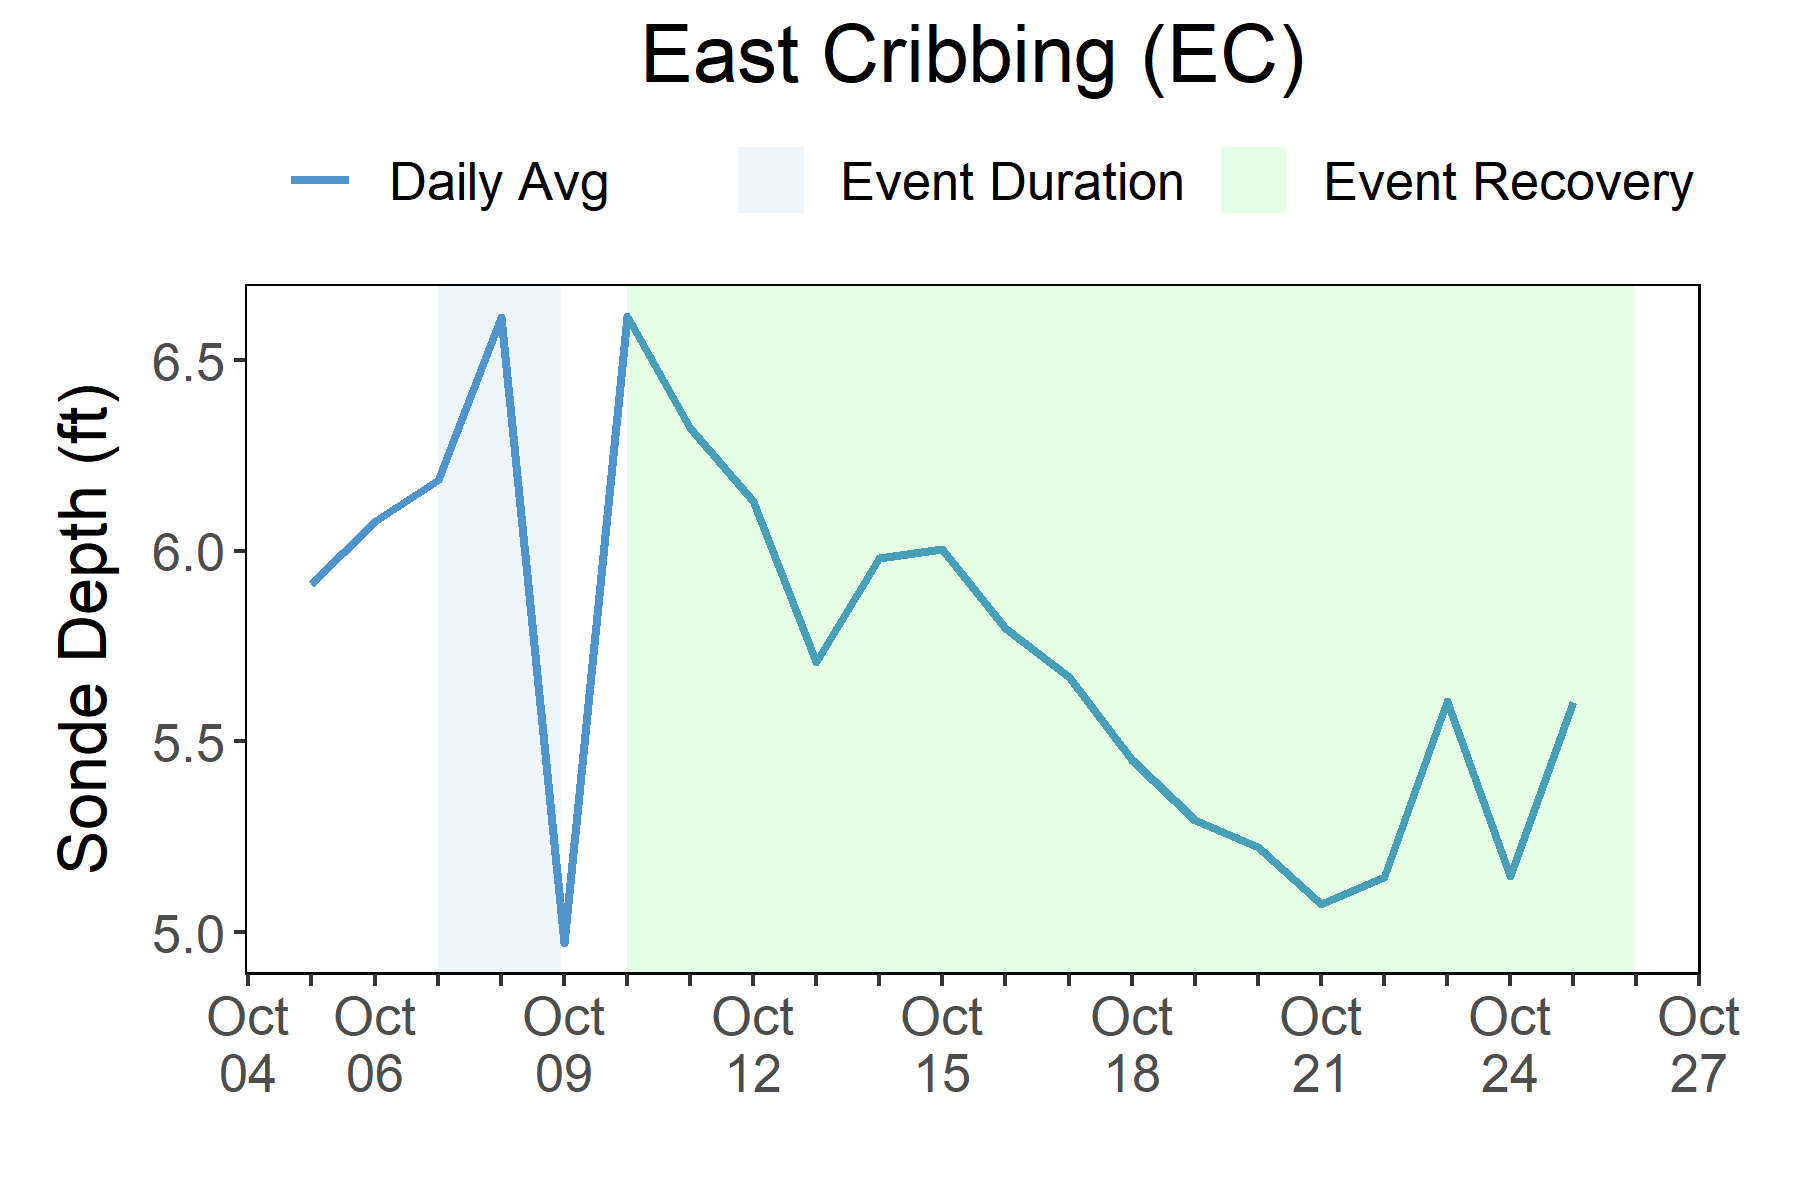 East Cribbing (EC)
Daily Avg Event Duration Event Recovery
Sonde Depth (ft)
6.5
6.0
5.5
5.0
Oct Oct Oct Oct Oct Oct Oct Oct Oct
04 06 09 12 15 18 21 24 27